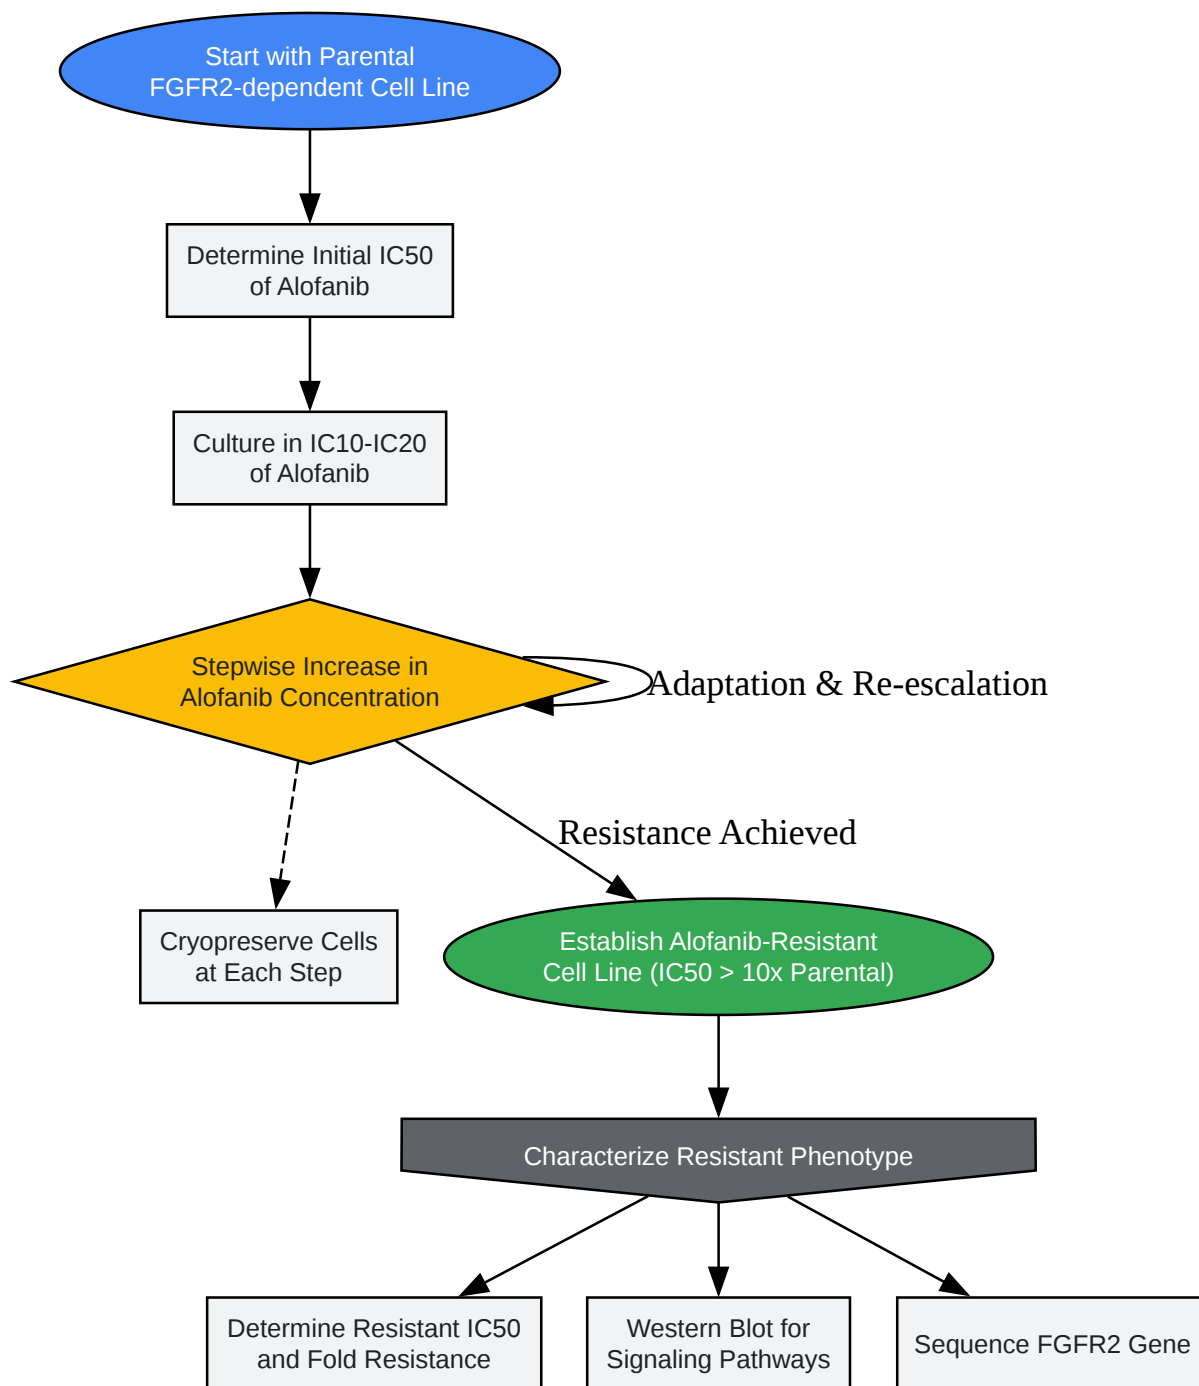 Start with Parental
FGFR2-dependent Cell Line
Determine Initial IC50
of Alofanib
Culture in IC10-IC20
of Alofanib
Stepwise Increase in
Alofanib Concentration
Adaptation & Re-escalation
Resistance Achieved
Cryopreserve Cells
at Each Step
Establish Alofanib-Resistant
Cell Line (IC50 > 10x Parental)
Characterize Resistant Phenotype
Determine Resistant IC50
and Fold Resistance
Western Blot for
Signaling Pathways
Sequence FGFR2 Gene